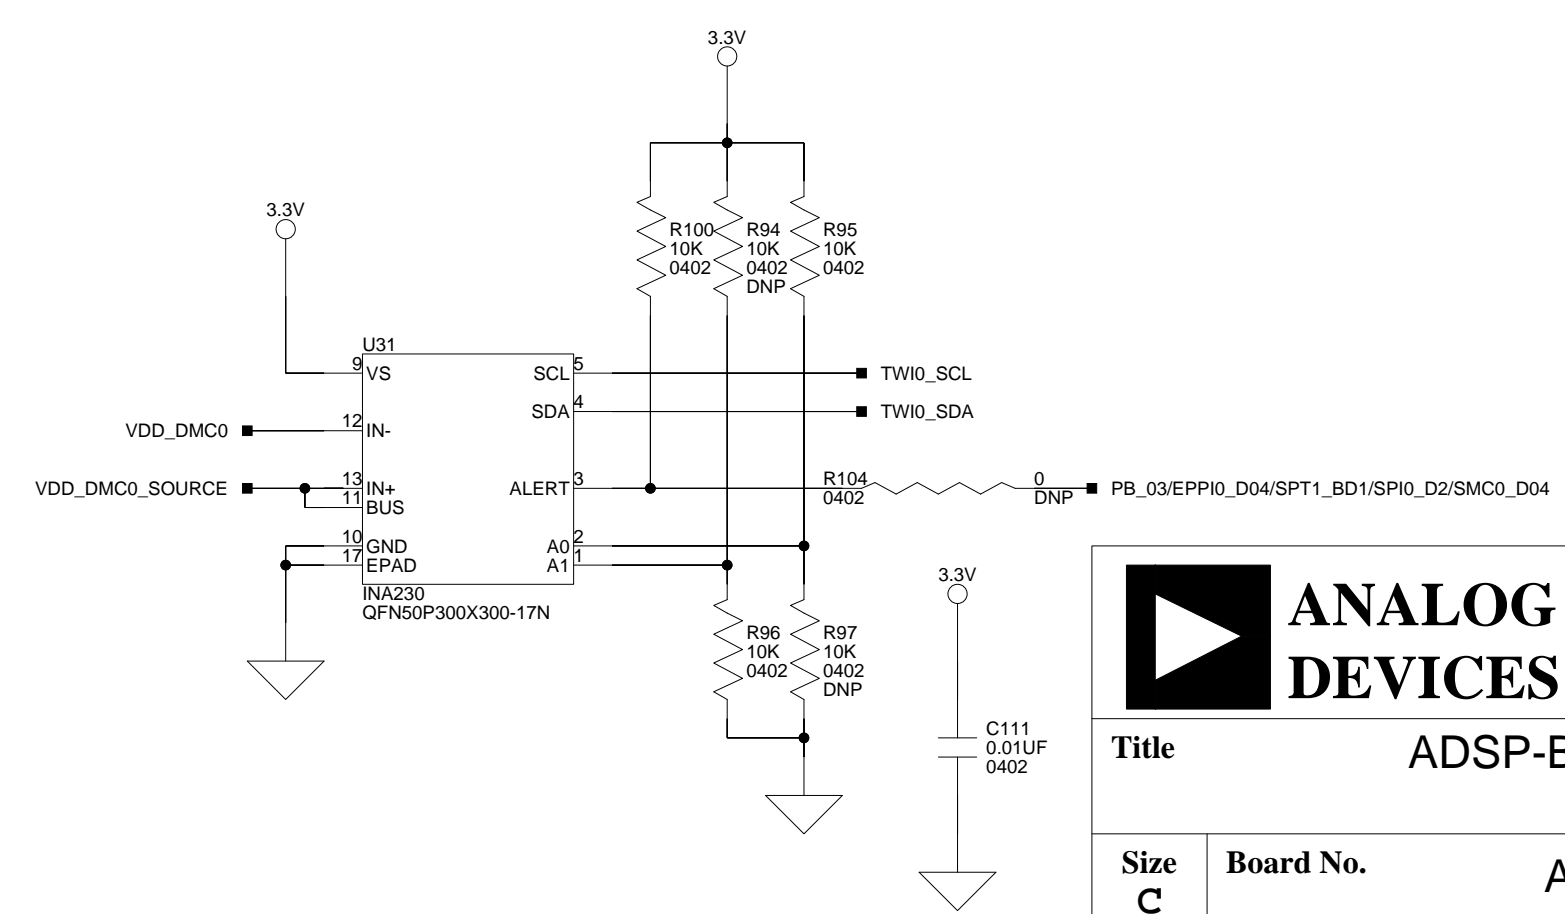 3.3V
3.3V
R100
10K
0402
R94
10K
0402
DNP
R95
10K
0402
U31
9
VS
SCL
5
TWI0_SCL
SDA
4
TWI0_SDA
VDD_DMC0
12
IN-
VDD_DMC0_SOURCE
13
IN+
11
BUS
ALERT
3
R104
0402
0
DNP
PB_03/EPPI0_D04/SPT1_BD1/SPI0_D2/SMC0_D04
10
GND
17
EPAD
A0
2
A1
1
INA230
QFN50P300X300-17N
R96
10K
0402
R97
10K
0402
DNP
3.3V
C111
0.01UF
0402
ANALOG
DEVICES
Title
ADSP-B
Size
C
Board No.
A